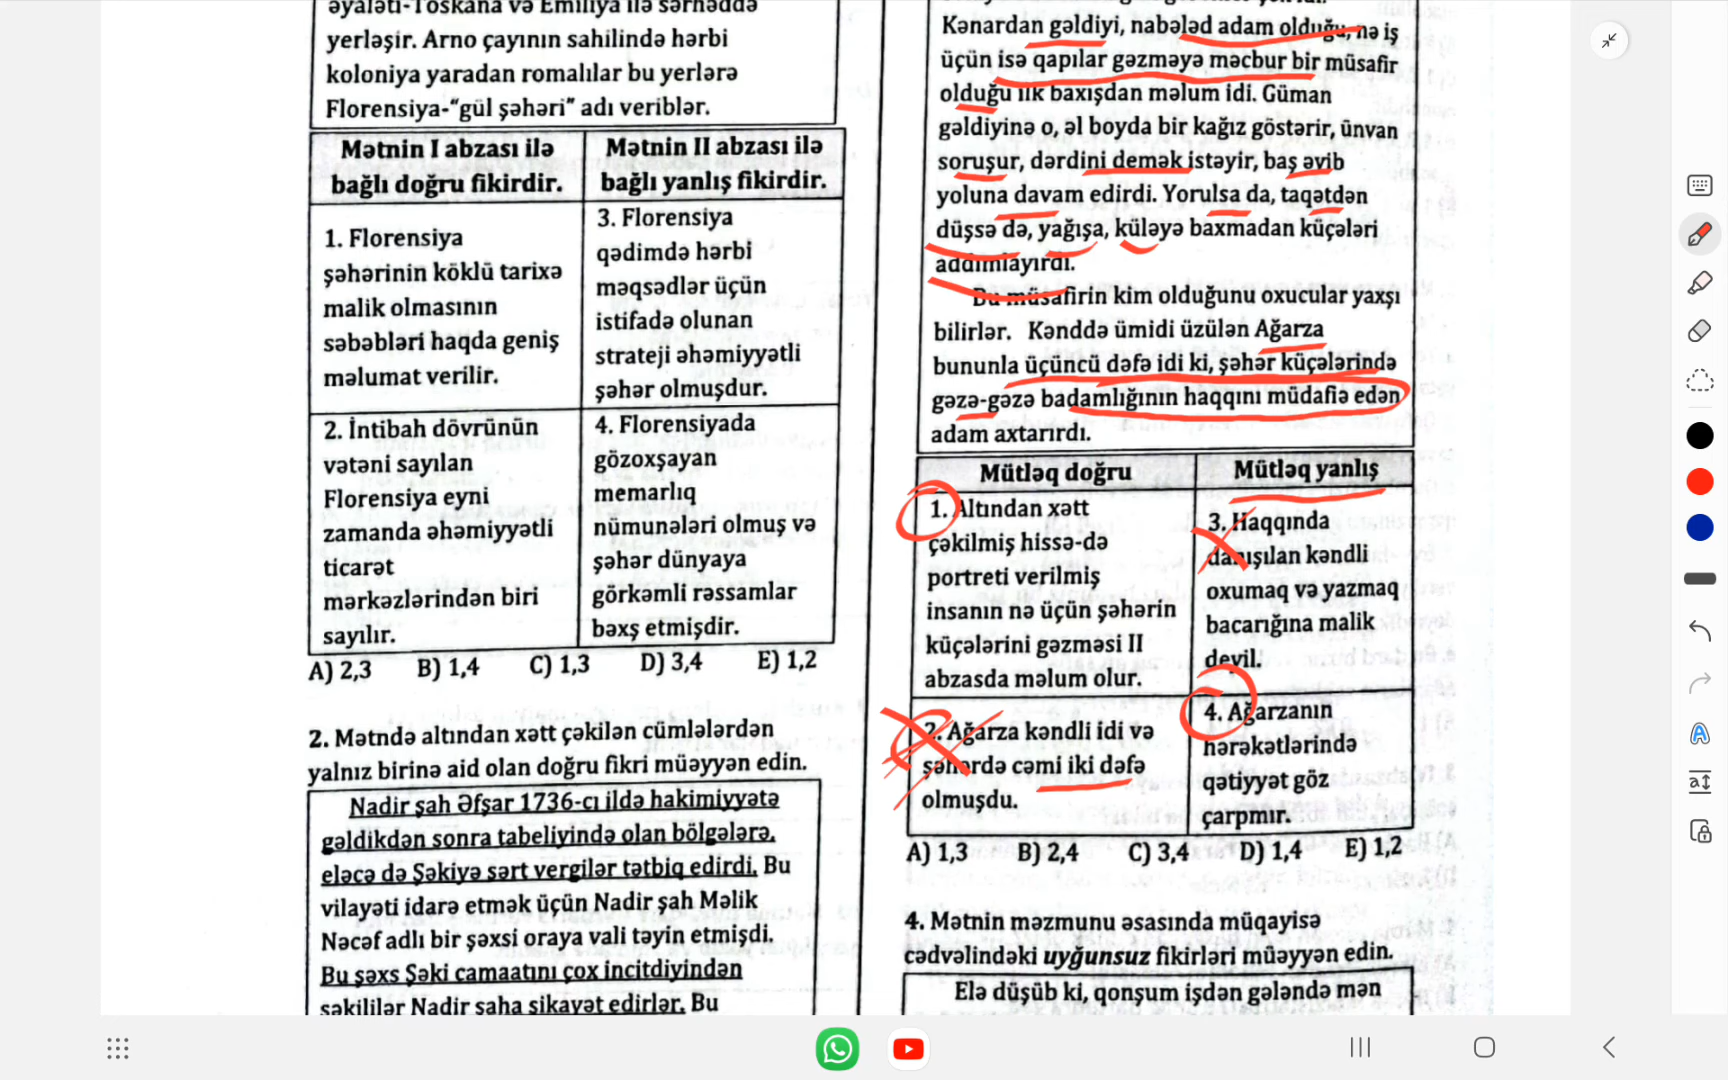 əyaləti-Toskana və Emiliya ilə sərhəddə
yerləşir. Arno çayının sahilində hərbi
koloniya yaradan romalılar bu yerlərə
Florensiya-“gül şəhəri” adı veriblər.
Mətnin I abzası ilə
bağlı doğru fikirdir.
Mətnin II abzası ilə
bağlı yanlış fikirdir.
1. Florensiya
şəhərinin köklü tarixə
malik olmasının
səbəbləri haqda geniş
məlumat verilir.
3. Florensiya
qədimdə hərbi
məqsədlər üçün
istifadə olunan
strateji əhəmiyyətli
şəhər olmuşdur.
2. İntibah dövrünün
vətəni sayılan
Florensiya eyni
zamanda əhəmiyyətli
ticarət
mərkəzlərindən biri
sayılır.
4. Florensiyada
gözoxşayan
memarlıq
nümunələri olmuş və
şəhər dünyaya
görkəmli rəssamlar
bəxş etmişdir.
A) 2,3 B) 1,4 C) 1,3 D) 3,4 E) 1,2
2. Mətndə altından xətt çəkilən cümlələrdən
yalnız birinə aid olan doğru fikri müəyyən edin.
Nadir şah Əfşar 1736-cı ildə hakimiyyətə
gəldikdən sonra tabeliyində olan bölgələrə,
eləcə də Şəkiyə sərt vergilər tətbiq edirdi. Bu
vilayəti idarə etmək üçün Nadir şah Məlik
Nəcəf adlı bir şəxsi oraya vali təyin etmişdi.
Bu şəxs Şəki camaatını çox incitdiyindən
şəkililər Nadir şaha şikayət edirlər. Bu
Kənardan gəldiyi, nabələd adam olduğu, nə iş
üçün isə qapılar gəzməyə məcbur bir müsafir
olduğu ilk baxışdan məlum idi. Güman
gəldiyinə o, əl boyda bir kağız göstərir, ünvan
soruşur, dərdini demək istəyir, baş əyib
yoluna davam edirdi. Yorulsa da, taqətdən
düşsə də, yağışa, küləyə baxmadan küçələri
addımlayırdı.
Bu müsafirin kim olduğunu oxucular yaxşı
bilirlər. Kənddə ümidi üzülən Ağarza
bununla üçüncü dəfə idi ki, şəhər küçələrində
gəzə-gəzə badamlığının haqqını müdafiə edən
adam axtarırdı.
Mütləq doğru
Mütləq yanlış
1. Altından xətt
çəkilmiş hissə-də
portreti verilmiş
insanın nə üçün şəhərin
küçələrini gəzməsi II
abzasda məlum olur.
3. Haqqında
danışılan kəndli
oxumaq və yazmaq
bacarığına malik
deyil.
2. Ağarza kəndli idi və
şəhərdə cəmi iki dəfə
olmuşdu.
4. Ağarzanın
hərəkətlərində
qətiyyət göz
çarpmır.
A) 1,3 B) 2,4 C) 3,4 D) 1,4 E) 1,2
4. Mətnin məzmunu əsasında müqayisə
cədvəlindəki uyğunsuz fikirləri müəyyən edin.
Elə düşüb ki, qonşum işdən gələndə mən